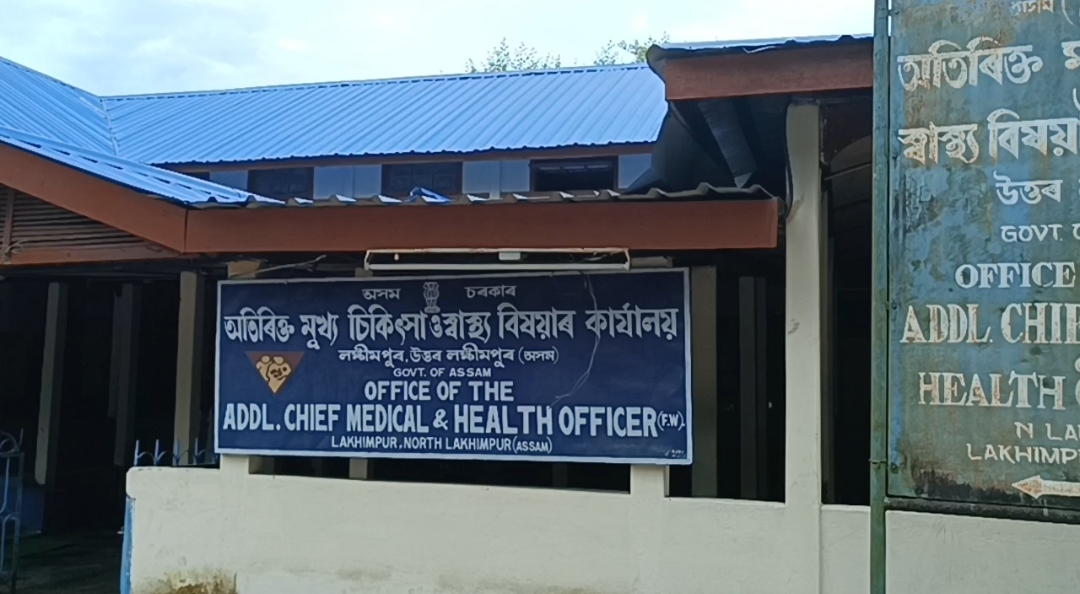 অসম চৰকাৰ
অতিৰিক্ত মূখ্য চিকিৎসা ও স্বাস্থ্য বিষয়াৰ কাৰ্যালয়
লক্ষীমপুৰ, উত্তৰ লক্ষীমপুৰ (অসম)
GOVT. OF ASSAM
OFFICE OF THE
ADDL. CHIEF MEDICAL & HEALTH OFFICER (F.W).
LAKHIMPUR, NORTH LAKHIMPUR (ASSAM)
অতিৰিক্ত
স্বাস্থ্য বিষয়
উত্তৰ
GOVT.
OFFICE
ADDL. CHIE
HEALTH
N LA
LAKHIMP